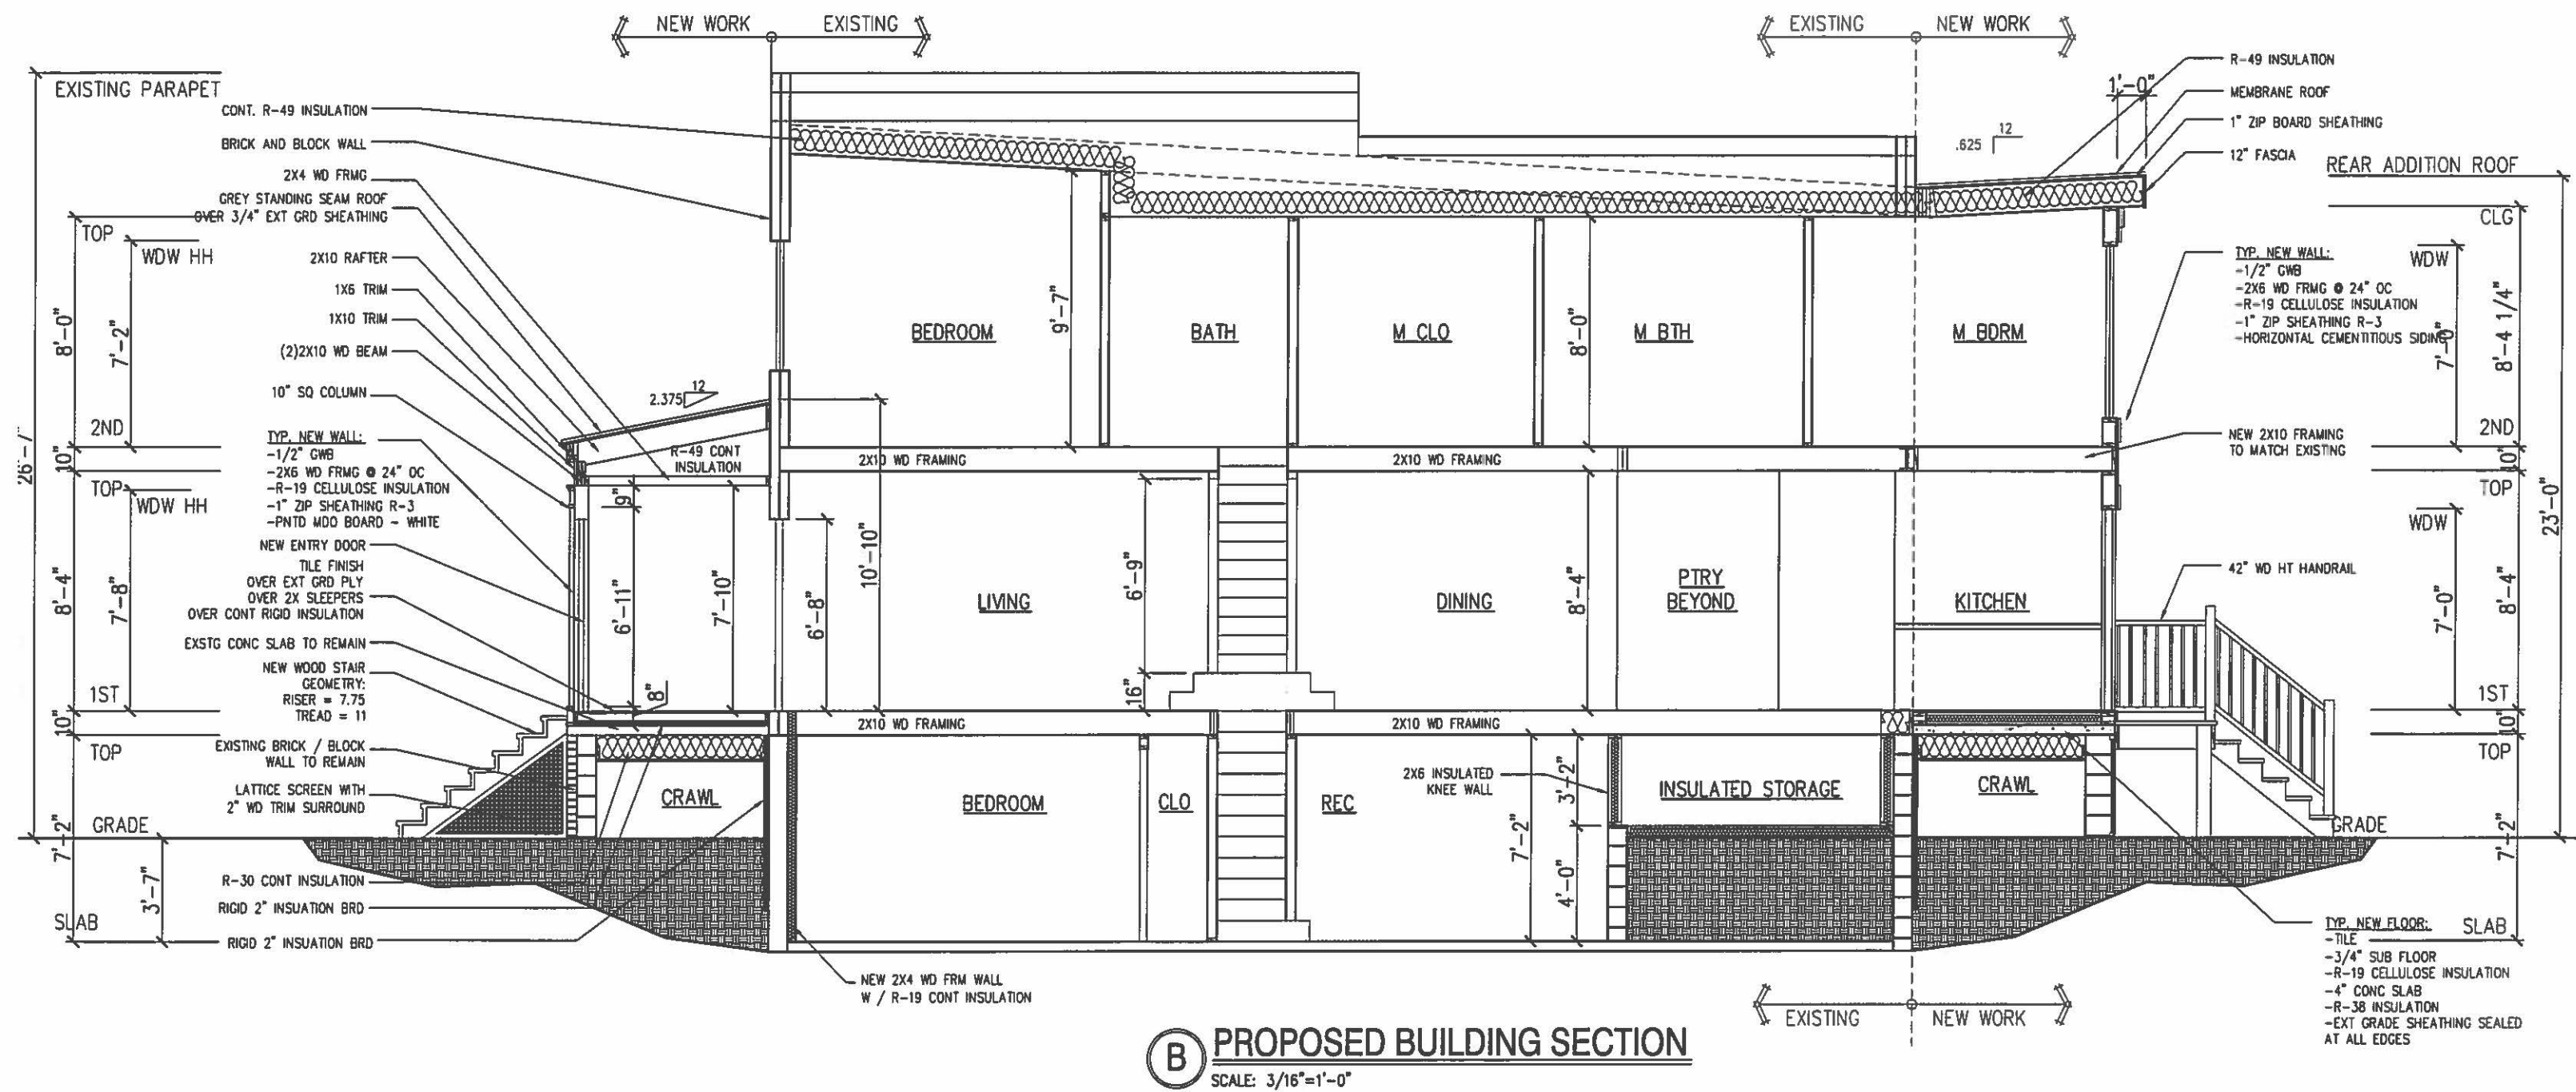 NEW WORK
EXISTING
EXISTING
NEW WORK
EXISTING PARAPET
CONT. R-49 INSULATION
BRICK AND BLOCK WALL
2X4 WD FRMG
GREY STANDING SEAM ROOF
OVER 3/4" EXT GRD SHEATHING
2X10 RAFTER
1X6 TRIM
1X10 TRIM
(2)2X10 WD BEAM
10" SQ COLUMN
TYP. NEW WALL:
-1/2" GWB
-2X6 WD FRMG @ 24" OC
-R-19 CELLULOSE INSULATION
-1" ZIP SHEATHING R-3
-PNTD MDO BOARD - WHITE
NEW ENTRY DOOR
TILE FINISH
OVER EXT GRD PLY
OVER 2X SLEEPERS
OVER CONT RIGID INSULATION
EXSTG CONC SLAB TO REMAIN
NEW WOOD STAIR
GEOMETRY:
RISER = 7.75
TREAD = 11
EXISTING BRICK / BLOCK
WALL TO REMAIN
LATTICE SCREEN WITH
2" WD TRIM SURROUND
R-30 CONT INSULATION
RIGID 2" INSUATION BRD
RIGID 2" INSUATION BRD
TOP
WDW HH
8'-0"
7'-2"
2ND
10"
TOP
WDW HH
8'-4"
7'-8"
1ST
10"
TOP
GRADE
7'-2"
3'-7"
SLAB
12
2.375
R-49 CONT
INSULATION
9"
6'-11"
7'-10"
8"
6'-8"
10'-10"
BEDROOM
9'-7"
BATH
M CLO
8'-0"
M BTH
M BDRM
2X10 WD FRAMING
2X10 WD FRAMING
LIVING
6'-9"
16"
DINING
8'-4"
PTRY
BEYOND
KITCHEN
2X10 WD FRAMING
2X10 WD FRAMING
CRAWL
BEDROOM
CLO
REC
2X6 INSULATED
KNEE WALL
7'-2"
3'-2"
4'-0"
INSULATED STORAGE
CRAWL
NEW 2X4 WD FRM WALL
W / R-19 CONT INSULATION
12
.625
1'-0"
R-49 INSULATION
MEMBRANE ROOF
1" ZIP BOARD SHEATHING
12" FASCIA
REAR ADDITION ROOF
CLG
WDW
TYP. NEW WALL:
-1/2" GWB
-2X6 WD FRMG @ 24" OC
-R-19 CELLULOSE INSULATION
-1" ZIP SHEATHING R-3
-HORIZONTAL CEMENTITIOUS SIDING
7'-0"
8'-4 1/4"
2ND
NEW 2X10 FRAMING
TO MATCH EXISTING
10"
TOP
WDW
23'-0"
42" WD HT HANDRAIL
7'-0"
8'-4"
1ST
10"
TOP
GRADE
7'-2"
SLAB
TYP. NEW FLOOR:
-TILE
-3/4" SUB FLOOR
-R-19 CELLULOSE INSULATION
-4" CONC SLAB
-R-38 INSULATION
-EXT GRADE SHEATHING SEALED
AT ALL EDGES
EXISTING
NEW WORK
B
PROPOSED BUILDING SECTION
SCALE: 3/16"=1'-0"